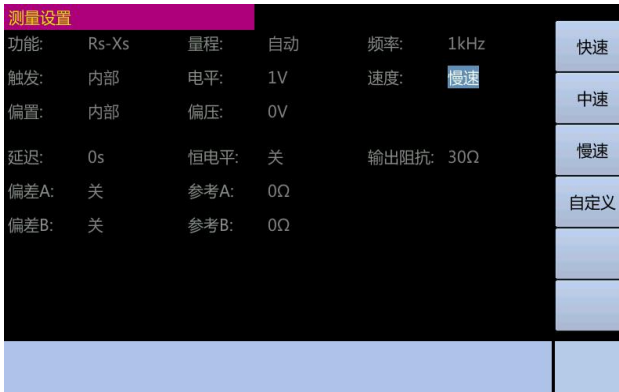 测量设置
功能: Rs-Xs 量程: 自动 频率: 1kHz
触发: 内部 电平: 1V 速度: 慢速
偏置: 内部 偏压: 0V
延迟: 0s 恒电平: 关 输出阻抗: 30Ω
偏差A: 关 参考A: 0Ω
偏差B: 关 参考B: 0Ω
快速
中速
慢速
自定义